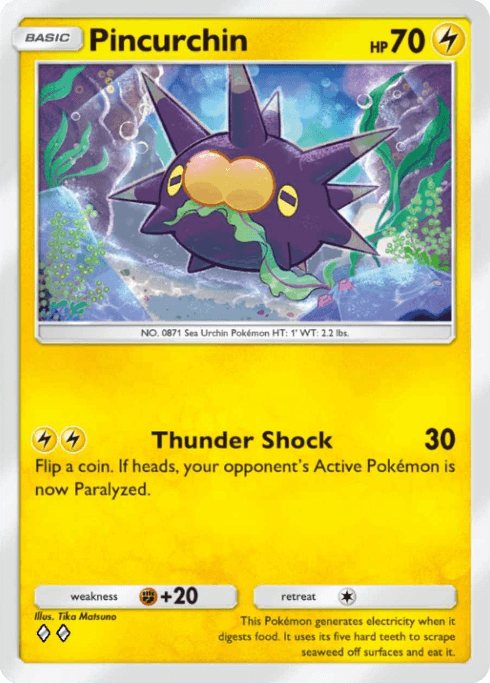 BASIC Pincurchin HP 70
NO. 0871 Sea Urchin Pokémon HT: 1' WT: 2.2 lbs.
Thunder Shock 30
Flip a coin. If heads, your opponent's Active Pokémon is
now Paralyzed.
weakness +20 retreat
Illus. Tika Matsuno
This Pokémon generates electricity when it
digests food. It uses its five hard teeth to scrape
seaweed off surfaces and eat it.